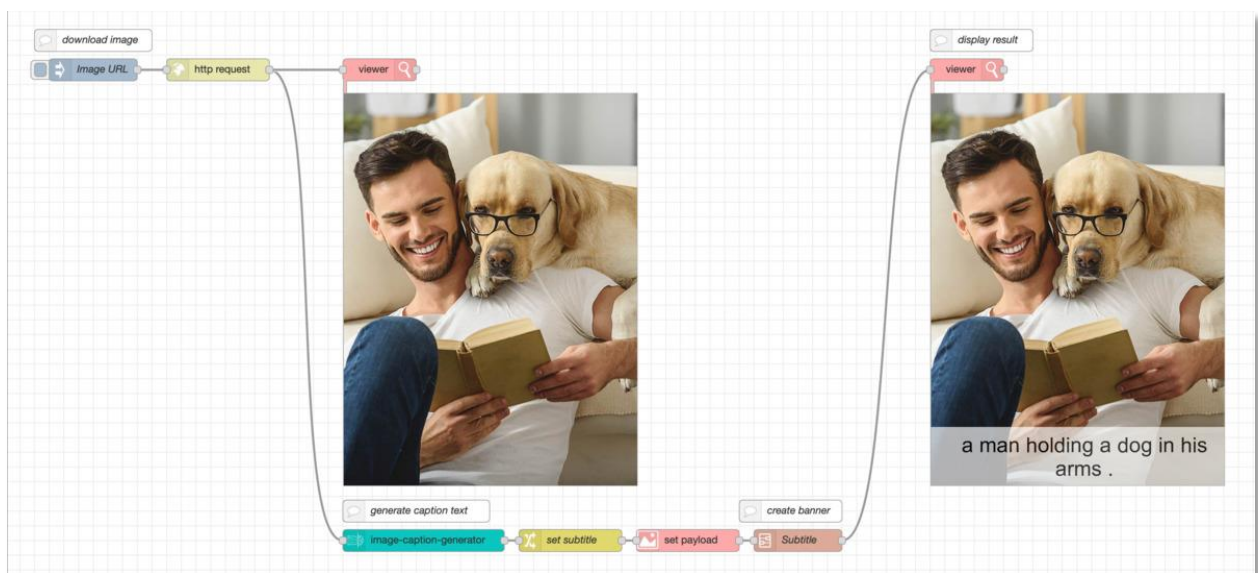 download image
Image URL
http request
viewer
generate caption text
image-caption-generator
set subtitle
set payload
create banner
Subtitle
display result
viewer
a man holding a dog in his
arms .